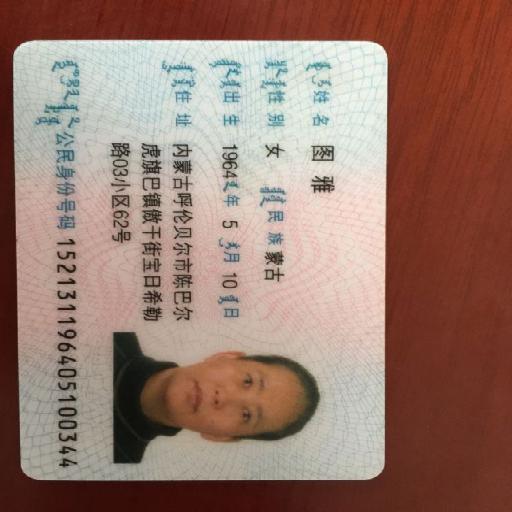 姓名 图雅
性别 女 民族 蒙古
出生 1964 年 5 月 10 日
住址 内蒙古呼伦贝尔市陈巴尔
虎旗巴镇傲干街宝日希勒
路03小区62号
公民身份号码 152131196405100344